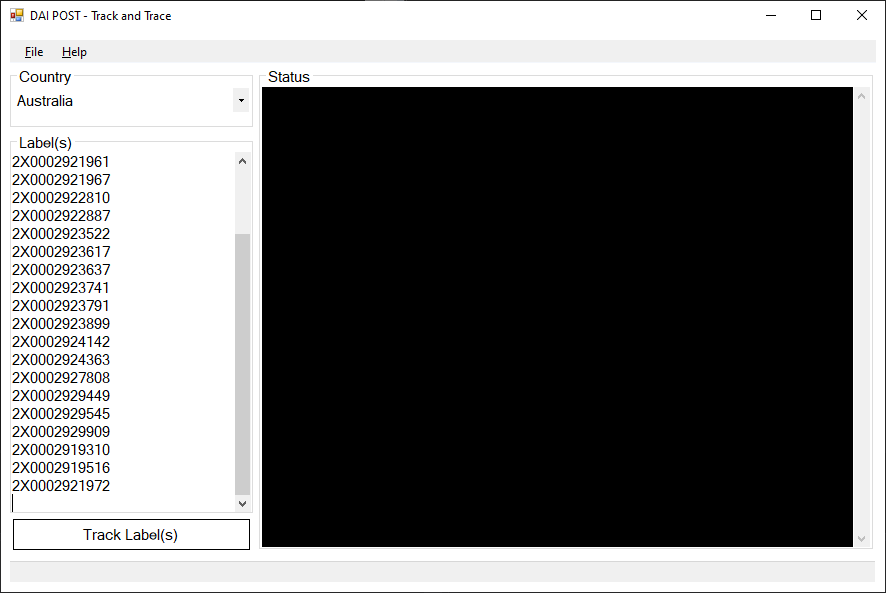 DAI POST - Track and Trace
File Help
Country
Australia
Label(s)
2X0002921961
2X0002921967
2X0002922810
2X0002922887
2X0002923522
2X0002923617
2X0002923637
2X0002923741
2X0002923791
2X0002923899
2X0002924142
2X0002924363
2X0002927808
2X0002929449
2X0002929545
2X0002929909
2X0002919310
2X0002919516
2X0002921972
Track Label(s)
Status